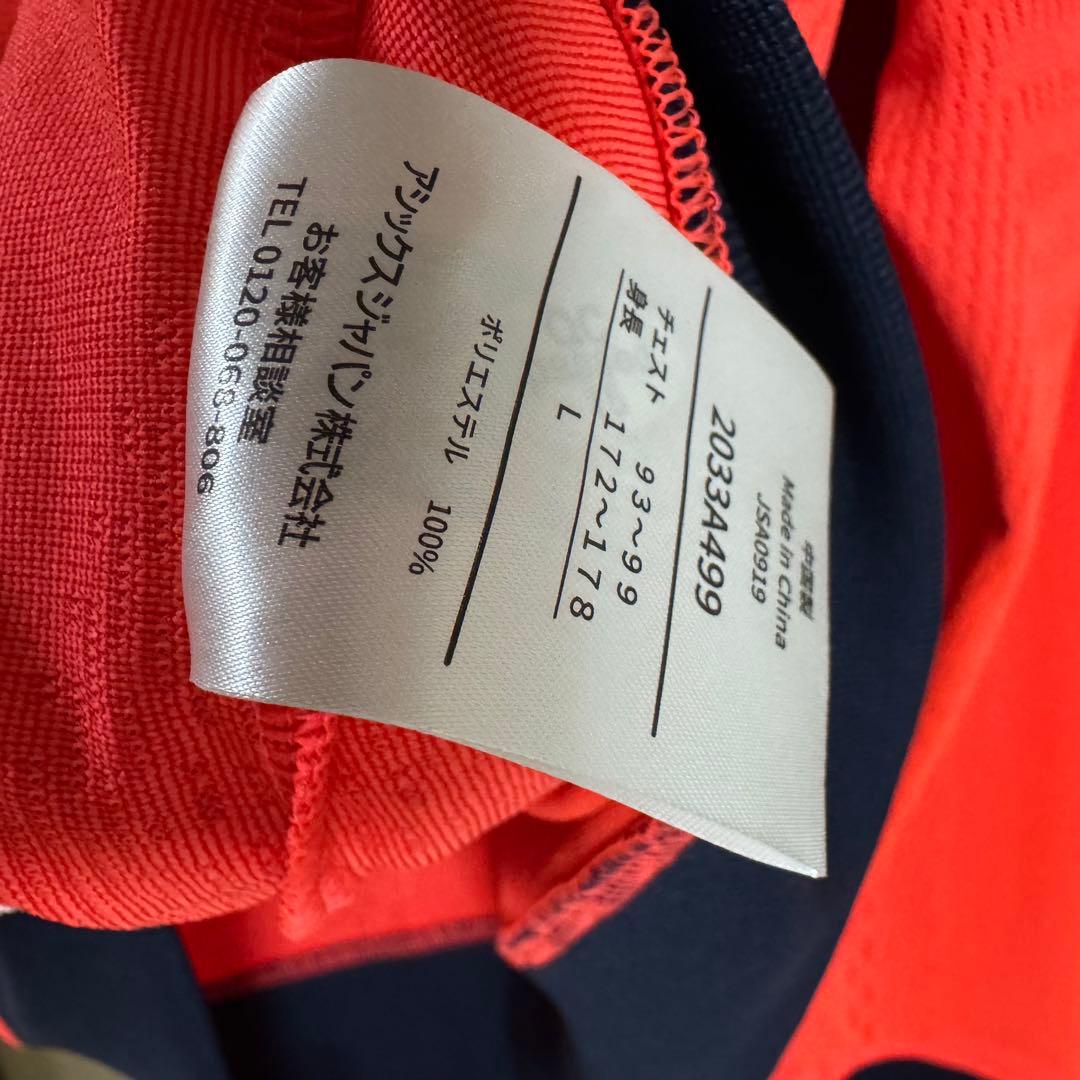 アシックスジャパン株式会社
お客様相談室
TEL 0120-068-806
ポリエステル 100%
L
身長 172~178
チェスト 93~99
2033A499
JSA0919
Made in China
中国製